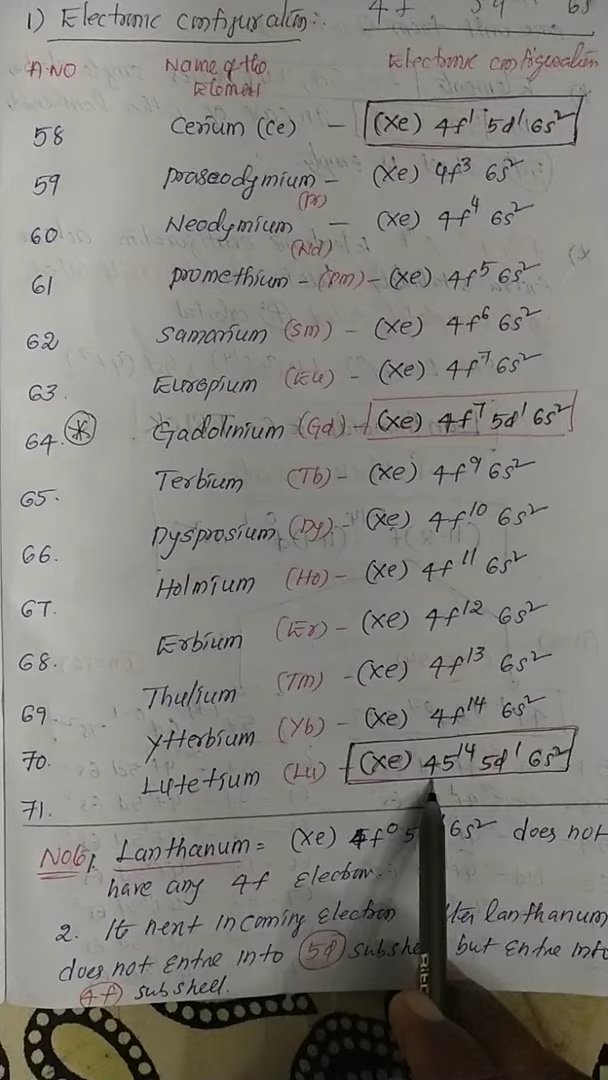 1) Electronic configuration:.
A.NO Name of the Element Electronic configuration
58 Cerium (Ce) - (Xe) 4f¹ 5d¹ 6s²
59 praseodymium - (Pr) (Xe) 4f³ 6s²
60 Neodymium (Nd) - (Xe) 4f⁴ 6s²
61 promethium - (Pm) - (Xe) 4f⁵ 6s²
62 Samarium (Sm) - (Xe) 4f⁶ 6s²
63. Europium (Eu) - (Xe) 4f⁷ 6s²
64. * Gadolinium (Gd) - (Xe) 4f⁷ 5d¹ 6s²
65. Terbium (Tb) - (Xe) 4f⁹ 6s²
66. Dysprosium (Dy) - (Xe) 4f¹⁰ 6s²
67. Holmium (Ho) - (Xe) 4f¹¹ 6s²
68. Erbium (Er) - (Xe) 4f¹² 6s²
69. Thulium (Tm) - (Xe) 4f¹³ 6s²
70. Ytterbium (Yb) - (Xe) 4f¹⁴ 6s²
71. Lutetium (Lu) - (Xe) 45¹⁴ 5d¹ 6s²
Note 1, Lanthanum = (Xe) 4f⁰ 5 6s² does not
have any 4f electron.
2. It nent incoming electron lanthanum
does not entre into (5d) subshe but entre into
(4f) subshell.